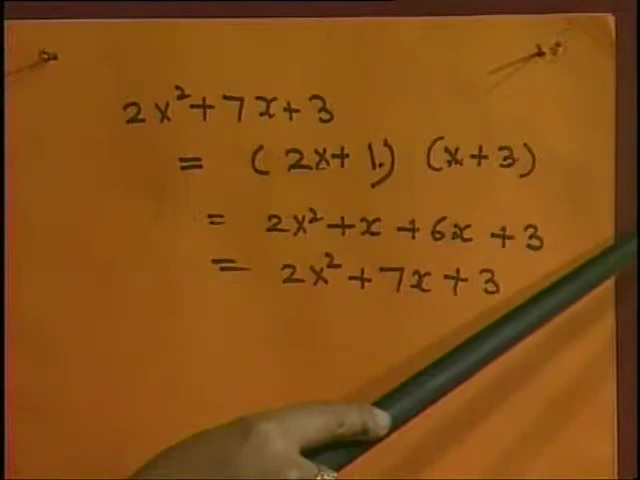 2x²+7x+3
= (2x+1) (x+3)
= 2x²+x+6x+3
= 2x²+7x+3